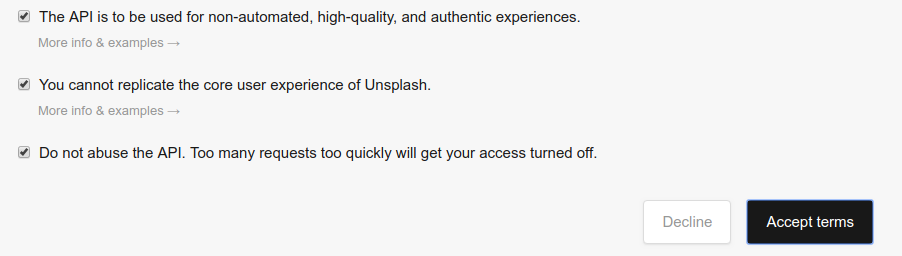 The API is to be used for non-automated, high-quality, and authentic experiences.
More info & examples →
You cannot replicate the core user experience of Unsplash.
More info & examples →
Do not abuse the API. Too many requests too quickly will get your access turned off.
Decline
Accept terms